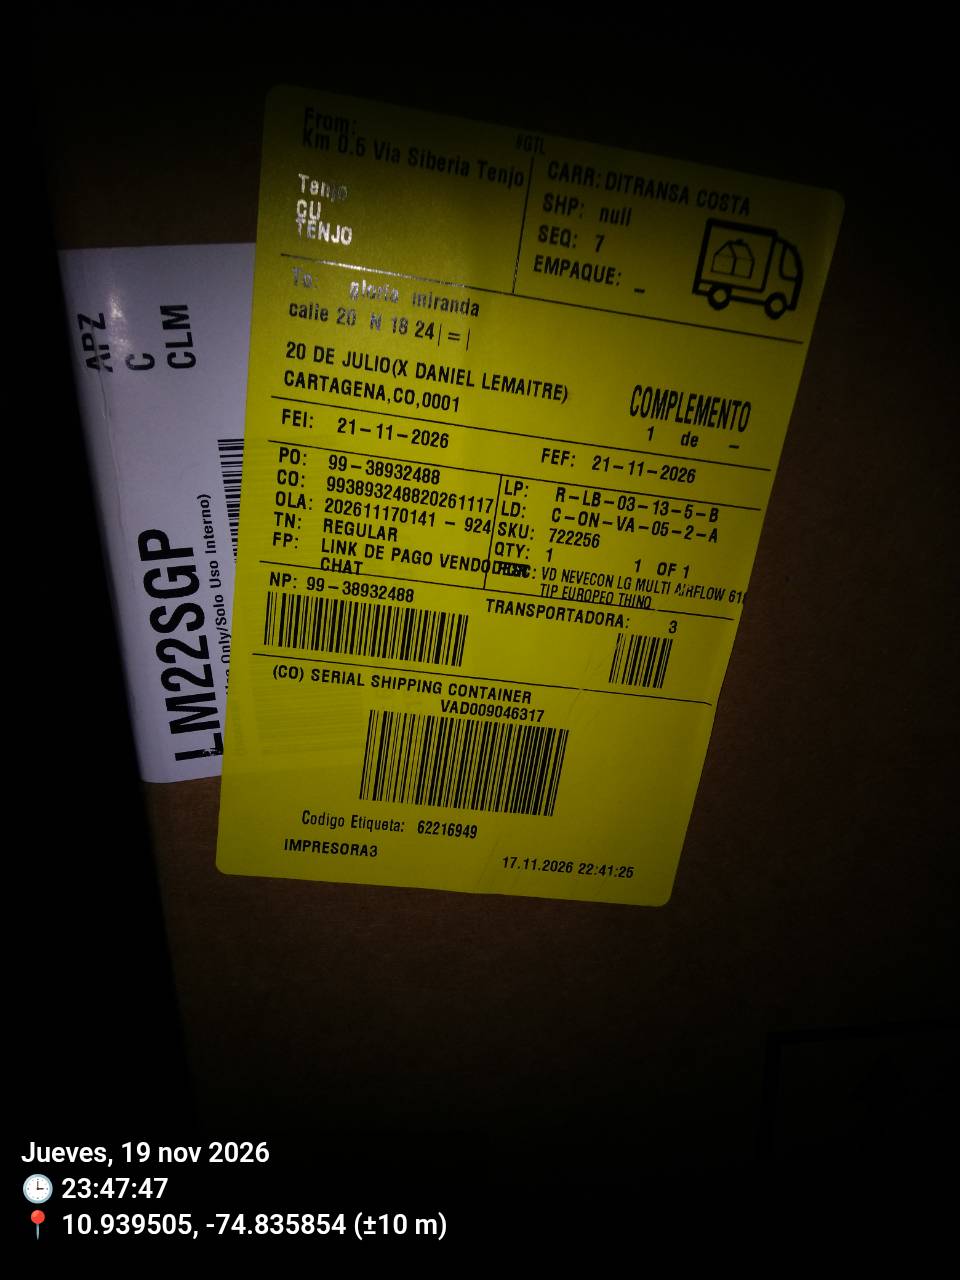 From:
Km 0.5 Via Siberia Tenjo
#GTL
Tenjo
CU
TENJO
CARR: DITRANSA COSTA
SHP: null
SEQ: 7
EMPAQUE: _
To: gloria miranda
calle 20 N 18 24|=|
20 DE JULIO(X DANIEL LEMAITRE)
CARTAGENA,CO,0001
COMPLEMENTO
1 de _
FEI: 21-11-2026
FEF: 21-11-2026
PO: 99-38932488
CO: 993893248820261117
OLA: 202611170141 - 924
TN: REGULAR
FP: LINK DE PAGO VENDO
CHAT
LP: R-LB-03-13-5-B
LD: C-ON-VA-05-2-A
SKU: 722256
QTY: 1
1 OF 1
VD NEVECON LG MULTI AIRFLOW 61
TIP EUROPEO THINQ
NP: 99-38932488
TRANSPORTADORA: 3
(CO) SERIAL SHIPPING CONTAINER
VAD009046317
Codigo Etiqueta: 62216949
IMPRESORA3
17.11.2026 22:41:25
APZ
C
CLM
LM22SGP
Only/Solo Uso Interno)
Jueves, 19 nov 2026
23:47:47
10.939505, -74.835854 (±10 m)